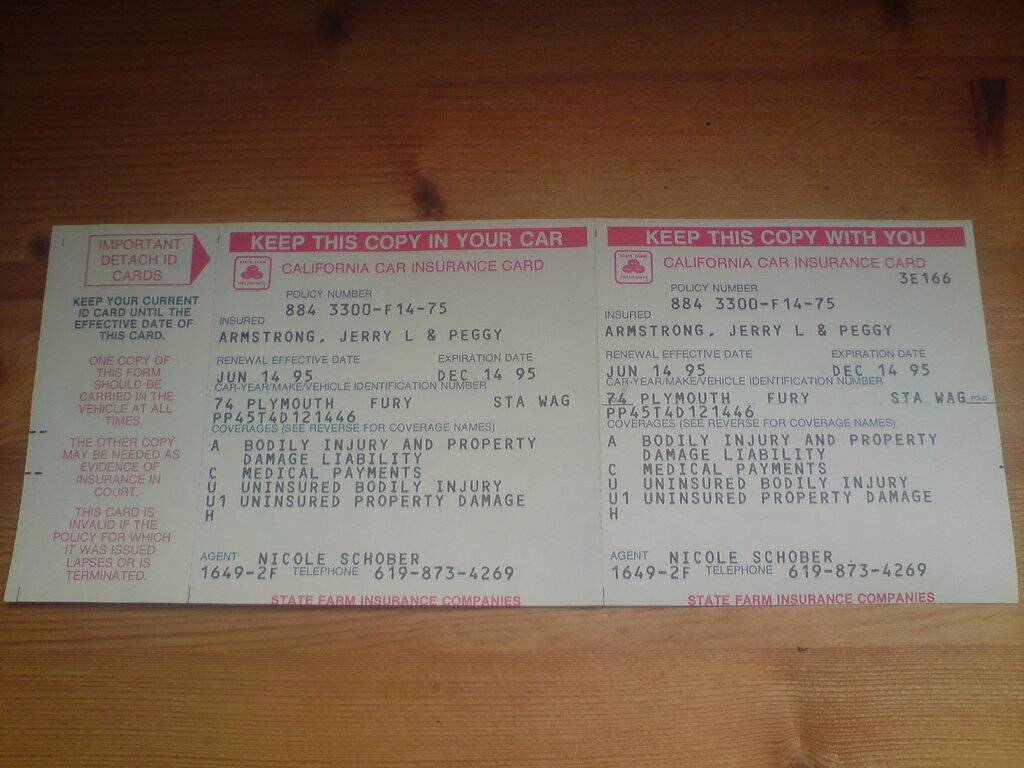 IMPORTANT
DETACH ID
CARDS
KEEP YOUR CURRENT
ID CARD UNTIL THE
EFFECTIVE DATE OF
THIS CARD.
ONE COPY OF
THIS FORM
SHOULD BE
CARRIED IN THE
VEHICLE AT ALL
TIMES.
THE OTHER COPY
MAY BE NEEDED AS
EVIDENCE OF
INSURANCE IN
COURT.
THIS CARD IS
INVALID IF THE
POLICY FOR WHICH
IT WAS ISSUED
LAPSES OR IS
TERMINATED.
KEEP THIS COPY IN YOUR CAR
STATE FARM
INSURANCE
CALIFORNIA CAR INSURANCE CARD
POLICY NUMBER
884 3300-F14-75
INSURED
ARMSTRONG, JERRY L & PEGGY
RENEWAL EFFECTIVE DATE EXPIRATION DATE
JUN 14 95 DEC 14 95
CAR-YEAR/MAKE/VEHICLE IDENTIFICATION NUMBER
74 PLYMOUTH FURY STA WAG
PP45T4D121446
COVERAGES (SEE REVERSE FOR COVERAGE NAMES)
A BODILY INJURY AND PROPERTY
DAMAGE LIABILITY
C MEDICAL PAYMENTS
U UNINSURED BODILY INJURY
U1 UNINSURED PROPERTY DAMAGE
H
AGENT NICOLE SCHOBER
1649-2F TELEPHONE 619-873-4269
STATE FARM INSURANCE COMPANIES
KEEP THIS COPY WITH YOU
STATE FARM
INSURANCE
CALIFORNIA CAR INSURANCE CARD
3E166
POLICY NUMBER
884 3300-F14-75
INSURED
ARMSTRONG, JERRY L & PEGGY
RENEWAL EFFECTIVE DATE EXPIRATION DATE
JUN 14 95 DEC 14 95
CAR-YEAR/MAKE/VEHICLE IDENTIFICATION NUMBER
74 PLYMOUTH FURY STA WAG FOLD
PP45T4D121446
COVERAGES (SEE REVERSE FOR COVERAGE NAMES)
A BODILY INJURY AND PROPERTY
DAMAGE LIABILITY
C MEDICAL PAYMENTS
U UNINSURED BODILY INJURY
U1 UNINSURED PROPERTY DAMAGE
H
AGENT NICOLE SCHOBER
1649-2F TELEPHONE 619-873-4269
STATE FARM INSURANCE COMPANIES